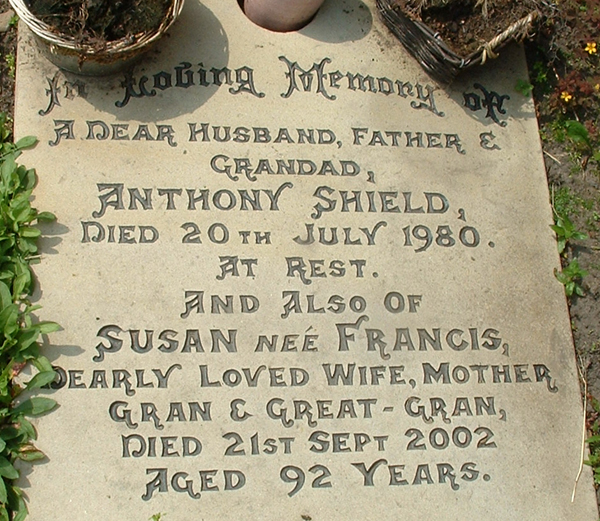 In Loving Memory of
A Dear Husband, Father &
Grandad,
Anthony Shield,
Died 20th July 1980.
At Rest.
And Also Of
Susan neé Francis,
Dearly Loved Wife, Mother
Gran & Great-Gran,
Died 21st Sept 2002
Aged 92 Years.